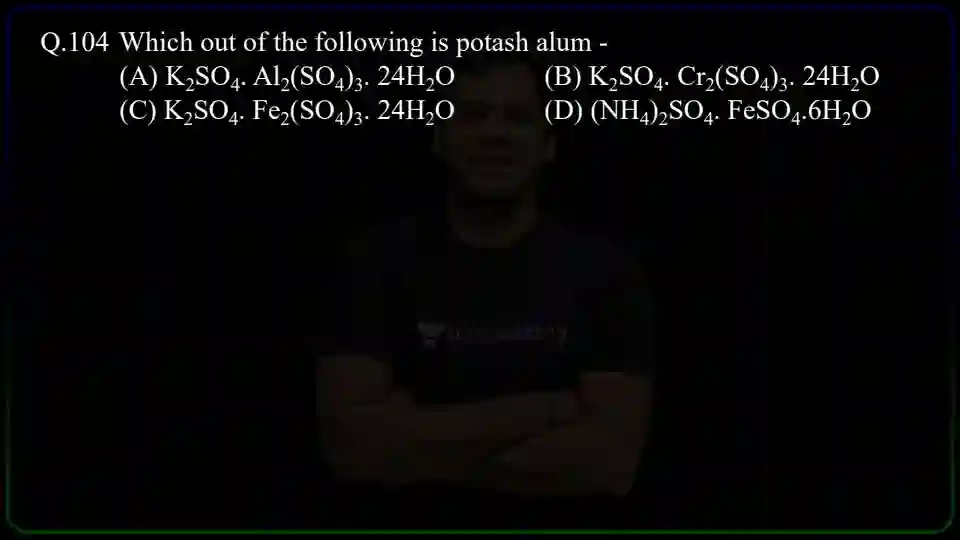 Q.104 Which out of the following is potash alum -
(A) K₂SO₄. Al₂(SO₄)₃. 24H₂O (B) K₂SO₄. Cr₂(SO₄)₃. 24H₂O
(C) K₂SO₄. Fe₂(SO₄)₃. 24H₂O (D) (NH₄)₂SO₄. FeSO₄.6H₂O